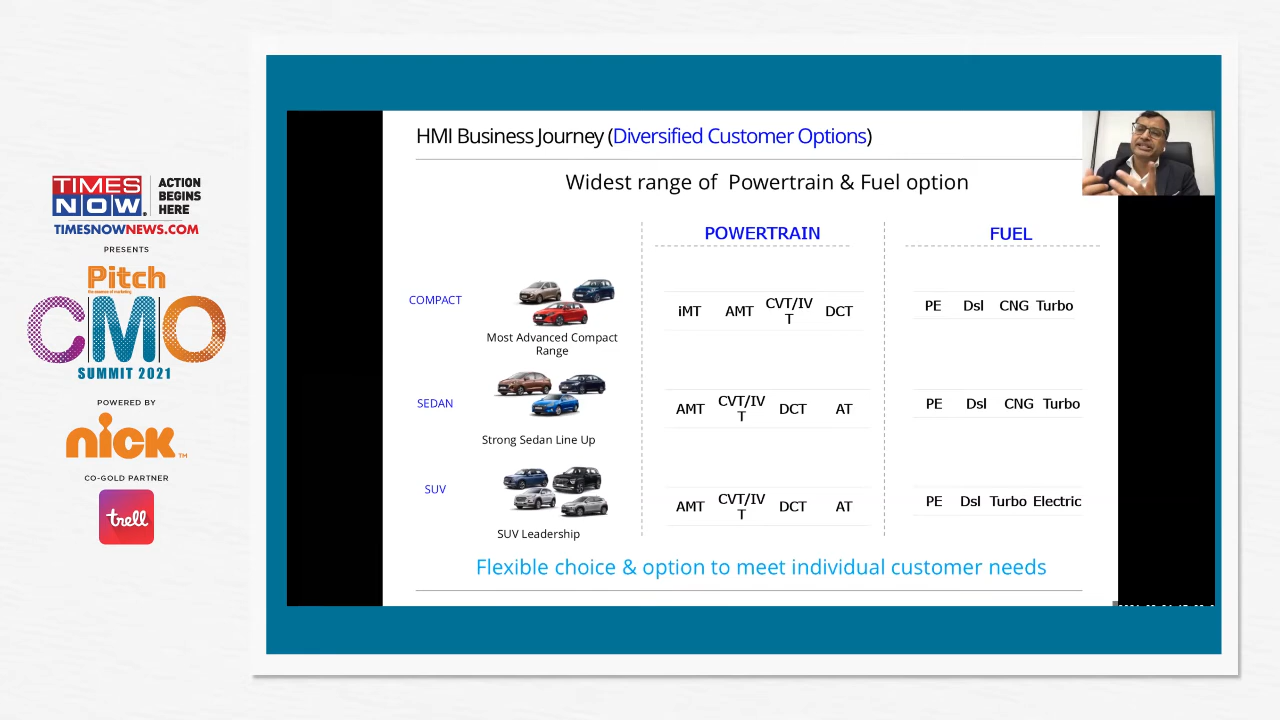 TIMES
NOW.
ACTION
BEGINS
HERE
TIMESNOWNEWS.COM
PRESENTS
Pitch
CMO
SUMMIT 2021
POWERED BY
nick
TM
CO-GOLD PARTNER
trell
HMI Business Journey (Diversified Customer Options)
Widest range of Powertrain & Fuel option
POWERTRAIN
FUEL
COMPACT
Most Advanced Compact
Range
iMT AMT CVT/IV
T
DCT
PE Dsl CNG Turbo
SEDAN
Strong Sedan Line Up
AMT CVT/IV
T
DCT AT
PE Dsl CNG Turbo
SUV
SUV Leadership
AMT CVT/IV
T
DCT AT
PE Dsl Turbo Electric
Flexible choice & option to meet individual customer needs